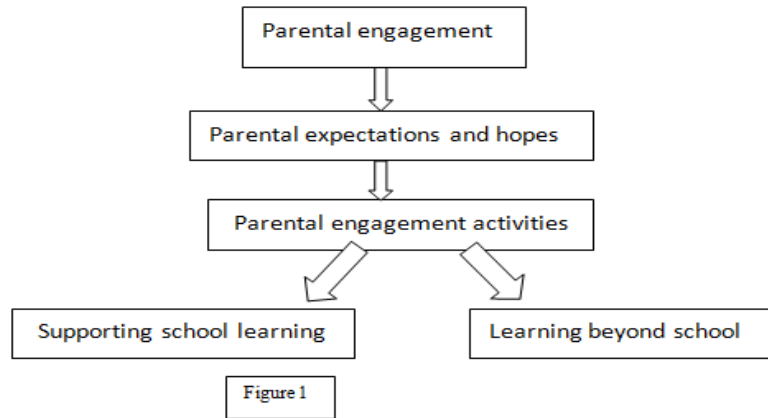 Parental engagement
Parental expectations and hopes
Parental engagement activities
Supporting school learning
Learning beyond school
Figure 1